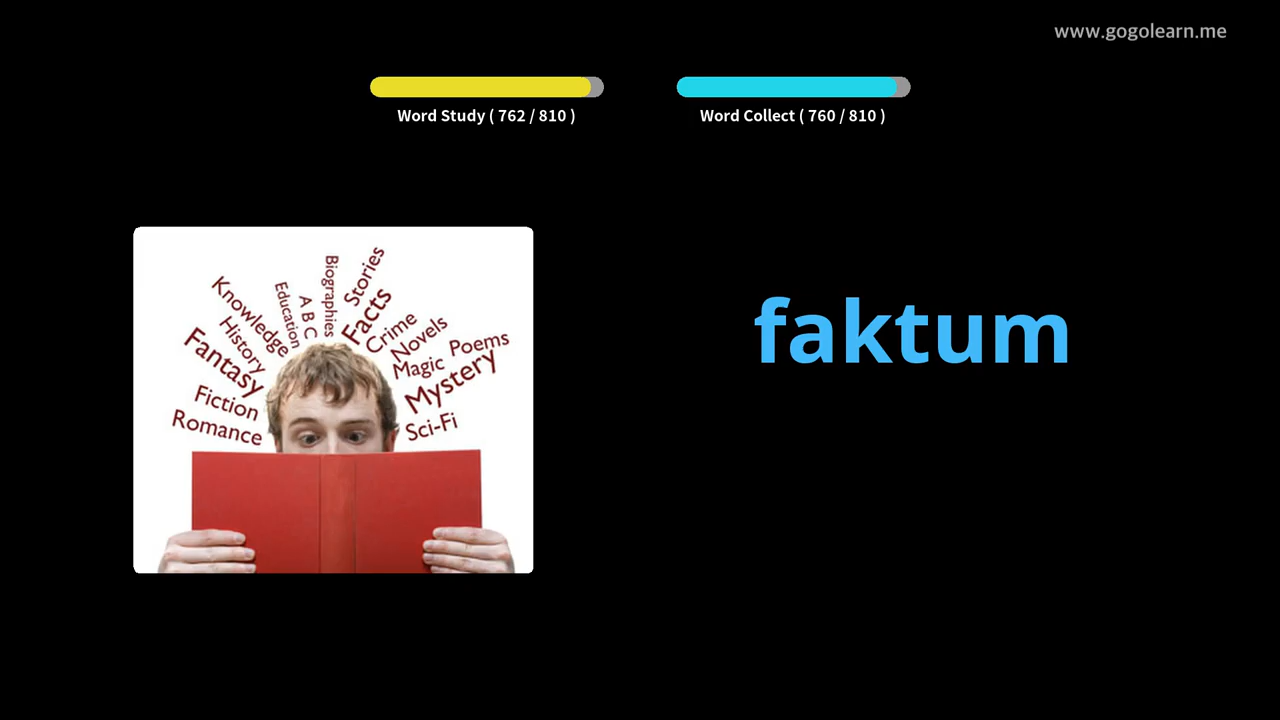 www.gogolearn.me
Word Study ( 762 / 810 )
Word Collect ( 760 / 810 )
Stories
Biographies
Facts
Education
A B C
Knowledge
Crime
History
Novels
Poems
Fantasy
Magic
Mystery
Fiction
Romance
Sci-Fi
faktum